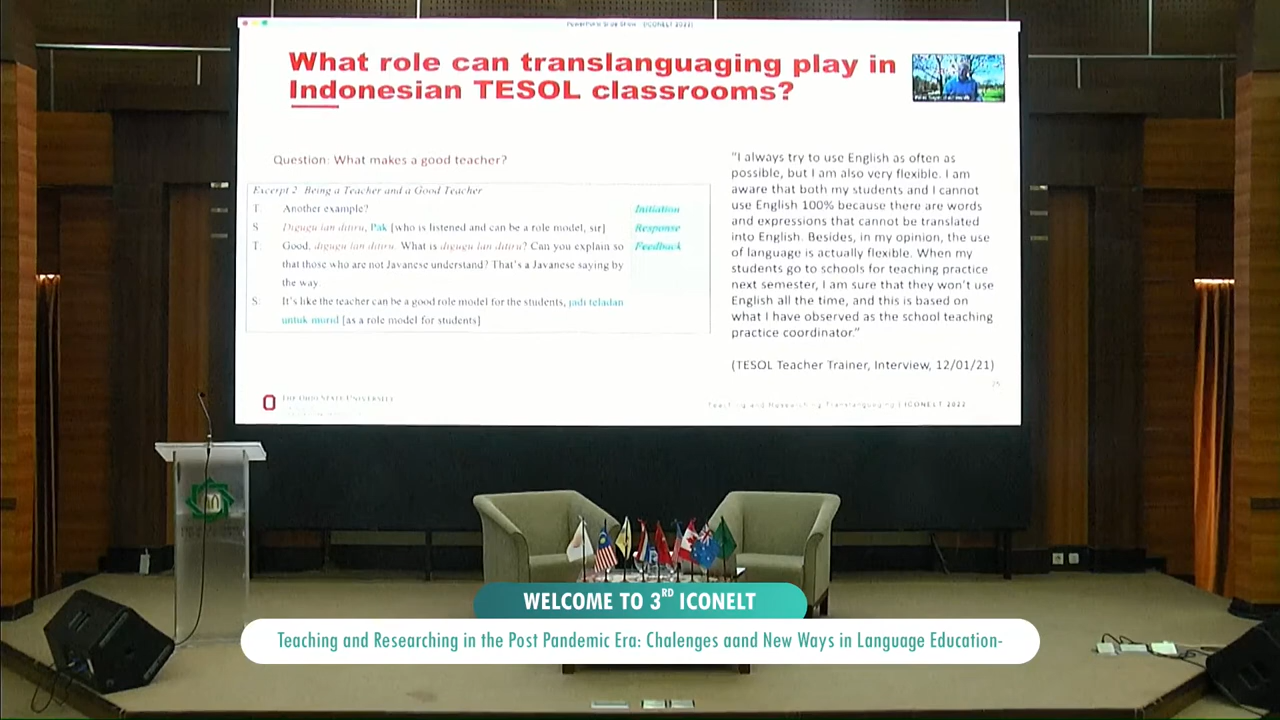 PowerPoint Slide Show - [ICONELT 2022]
What role can translanguaging play in
Indonesian TESOL classrooms?
Question: What makes a good teacher?
Excerpt 2 Being a Teacher and a Good Teacher
T: Another example? Initiation
S: Digugu lan ditiru, Pak [who is listened and can be a role model, sir] Response
T: Good, digugu lan ditiru. What is digugu lan ditiru? Can you explain so Feedback
that those who are not Javanese understand? That's a Javanese saying by
the way.
S: It's like the teacher can be a good role model for the students, jadi teladan
untuk murid [as a role model for students]
"I always try to use English as often as
possible, but I am also very flexible. I am
aware that both my students and I cannot
use English 100% because there are words
and expressions that cannot be translated
into English. Besides, in my opinion, the use
of language is actually flexible. When my
students go to schools for teaching practice
next semester, I am sure that they won't use
English all the time, and this is based on
what I have observed as the school teaching
practice coordinator."
(TESOL Teacher Trainer, Interview, 12/01/21)
25
THE OHIO STATE UNIVERSITY
Teaching and Researching Translanguaging | ICONELT 2022
WELCOME TO 3RD ICONELT
Teaching and Researching in the Post Pandemic Era: Chalenges aand New Ways in Language Education-